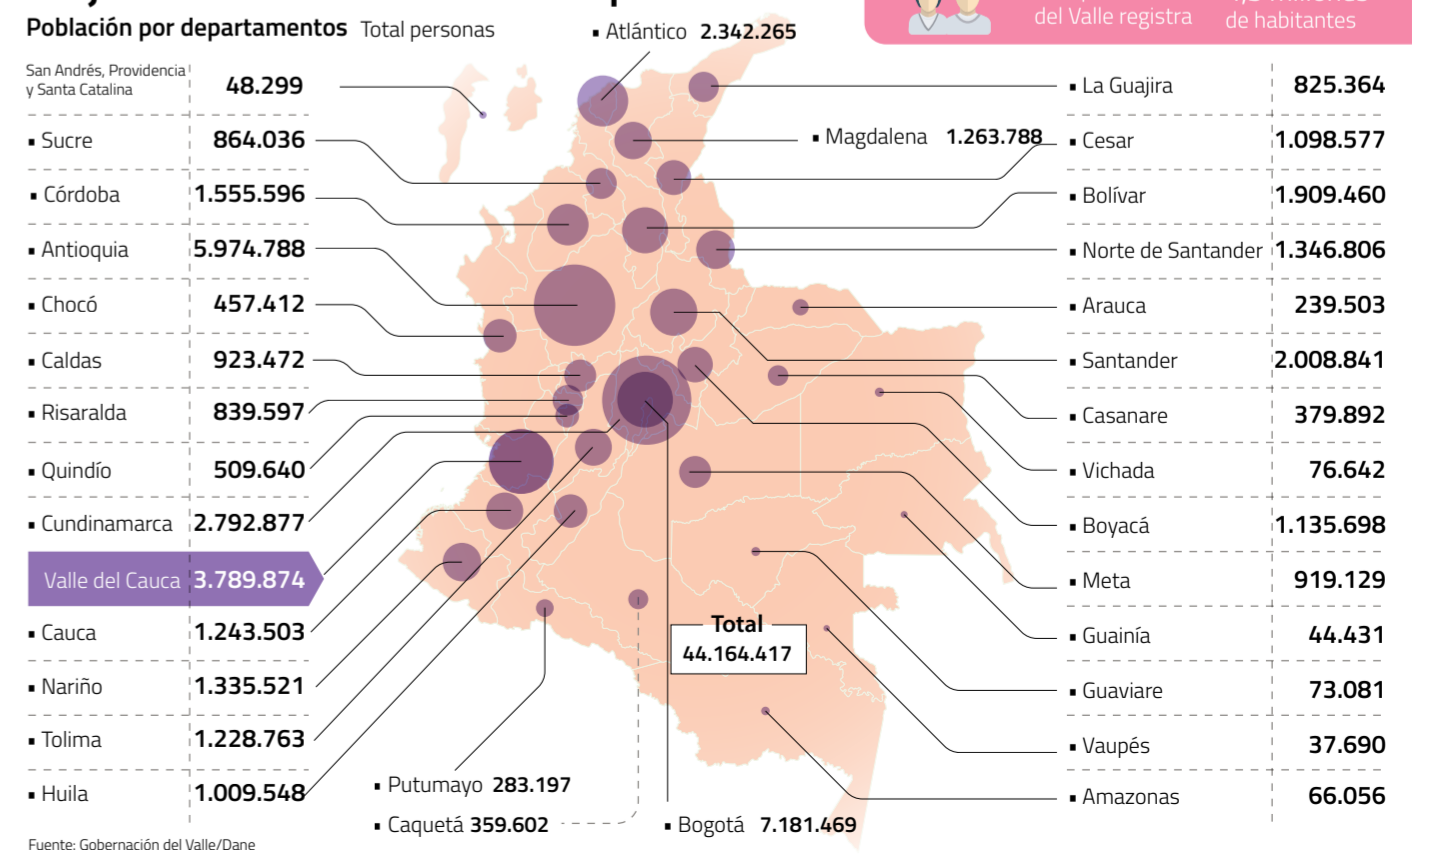 del Valle registra
de habitantes
Población por departamentos Total personas
San Andrés, Providencia
y Santa Catalina 48.299
Sucre 864.036
Córdoba 1.555.596
Antioquia 5.974.788
Chocó 457.412
Caldas 923.472
Risaralda 839.597
Quindío 509.640
Cundinamarca 2.792.877
Valle del Cauca 3.789.874
Cauca 1.243.503
Nariño 1.335.521
Tolima 1.228.763
Huila 1.009.548
Atlántico 2.342.265
Magdalena 1.263.788
La Guajira 825.364
Cesar 1.098.577
Bolívar 1.909.460
Norte de Santander 1.346.806
Arauca 239.503
Santander 2.008.841
Casanare 379.892
Vichada 76.642
Boyacá 1.135.698
Meta 919.129
Guainía 44.431
Guaviare 73.081
Vaupés 37.690
Amazonas 66.056
Total
44.164.417
Putumayo 283.197
Caquetá 359.602
Bogotá 7.181.469
Fuente: Gobernación del Valle/Dane